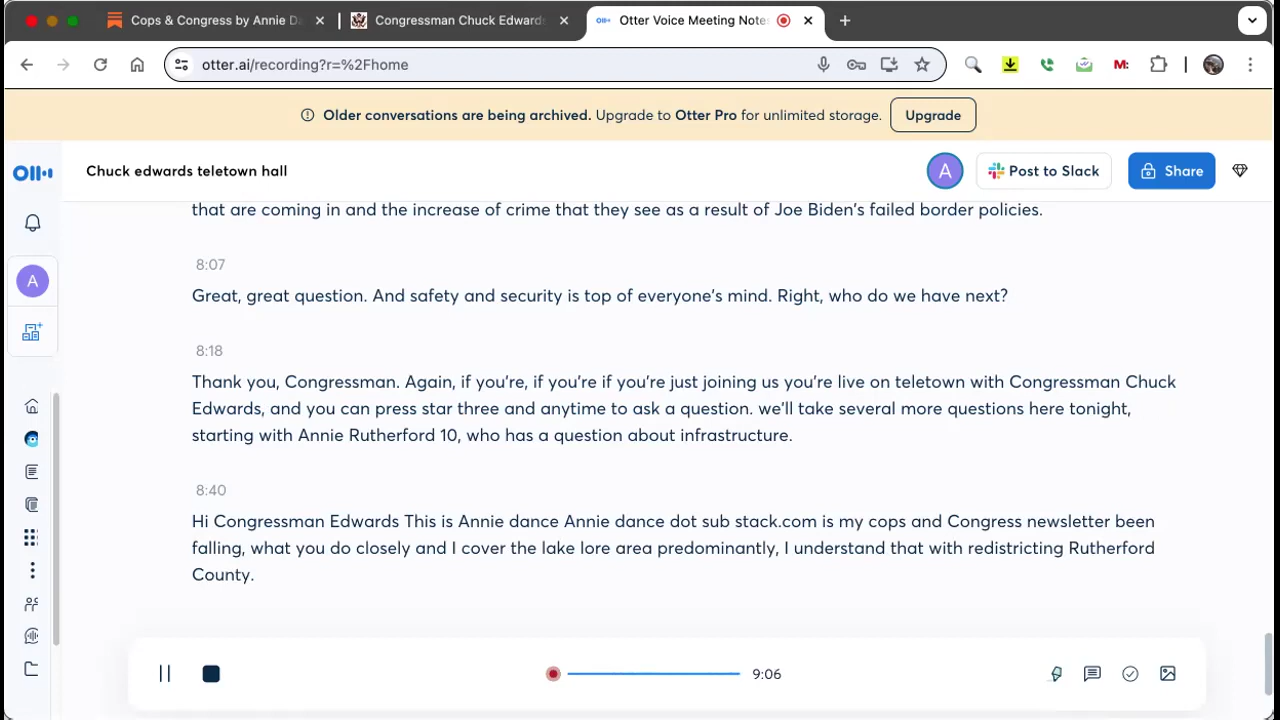 Cops & Congress by Annie Da
Congressman Chuck Edwards
Otter Voice Meeting Note
otter.ai/recording?r=%2Fhome
M:
Older conversations are being archived. Upgrade to Otter Pro for unlimited storage.
Upgrade
Chuck edwards teletown hall
A
Post to Slack
Share
A
that are coming in and the increase of crime that they see as a result of Joe Biden's failed border policies.
8:07
Great, great question. And safety and security is top of everyone's mind. Right, who do we have next?
8:18
Thank you, Congressman. Again, if you're, if you're if you're just joining us you're live on teletown with Congressman Chuck
Edwards, and you can press star three and anytime to ask a question. we'll take several more questions here tonight,
starting with Annie Rutherford 10, who has a question about infrastructure.
8:40
Hi Congressman Edwards This is Annie dance Annie dance dot sub stack.com is my cops and Congress newsletter been
falling, what you do closely and I cover the lake lore area predominantly, I understand that with redistricting Rutherford
County.
9:06